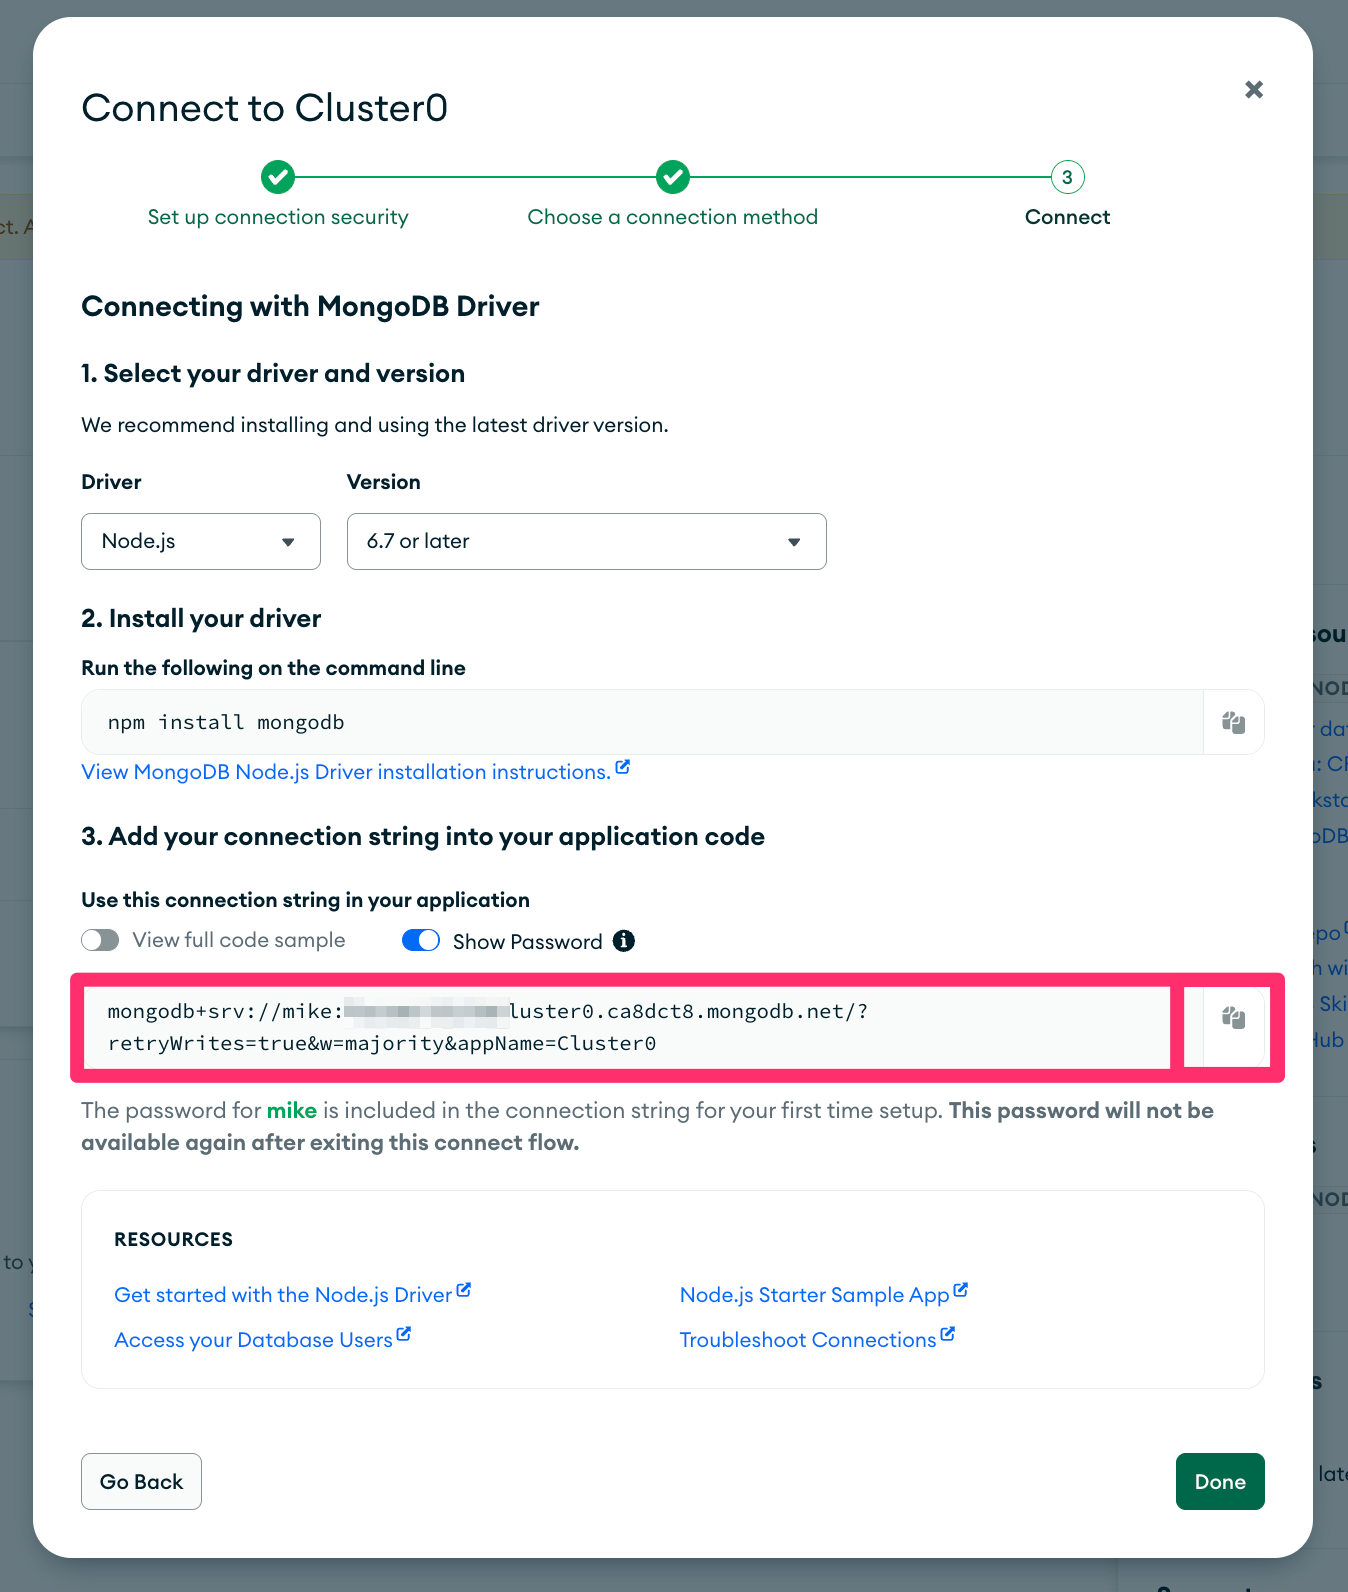 Connect to Cluster0
3
Set up connection security
Choose a connection method
Connect
Connecting with MongoDB Driver
1. Select your driver and version
We recommend installing and using the latest driver version.
Driver
Version
Node.js
6.7 or later
2. Install your driver
Run the following on the command line
npm install mongodb
View MongoDB Node.js Driver installation instructions.
3. Add your connection string into your application code
Use this connection string in your application
View full code sample
Show Password
mongodb+srv://mike: luster0.ca8dct8.mongodb.net/?
retryWrites=true&w=majority&appName=Cluster0
The password for mike is included in the connection string for your first time setup. This password will not be
available again after exiting this connect flow.
RESOURCES
Get started with the Node.js Driver
Node.js Starter Sample App
Access your Database Users
Troubleshoot Connections
Go Back
Done